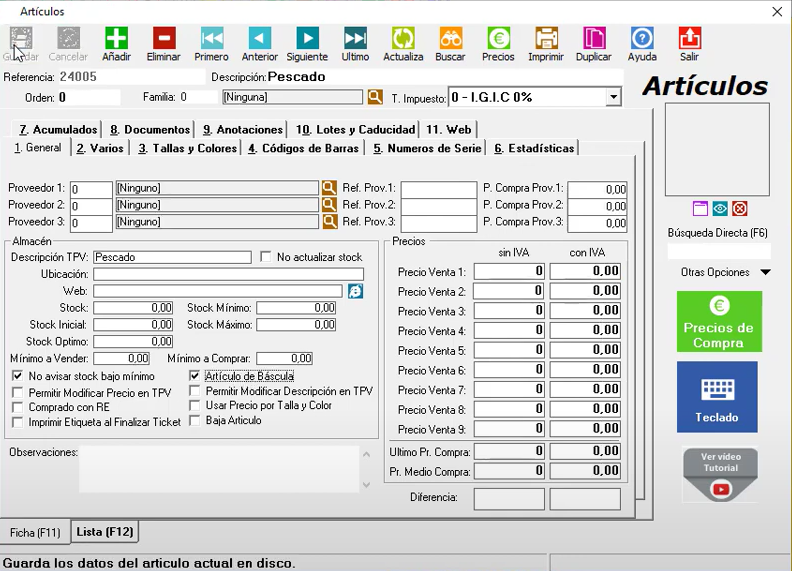 Artículos
Guardar Cancelar Añadir Eliminar Primero Anterior Siguiente Ultimo Actualiza Buscar Precios Imprimir Duplicar Ayuda Salir
Referencia: 24005 Descripción: Pescado
Orden: 0 Familia: 0 [Ninguna] T. Impuesto: 0 - I.G.I.C 0%
Artículos
7. Acumulados 8. Documentos 9. Anotaciones 10. Lotes y Caducidad 11. Web
1. General 2. Varios 3. Tallas y Colores 4. Códigos de Barras 5. Numeros de Serie 6. Estadísticas
Proveedor 1: 0 [Ninguno] Ref. Prov.1: P. Compra Prov.1: 0,00
Proveedor 2: 0 [Ninguno] Ref. Prov.2: P. Compra Prov.2: 0,00
Proveedor 3: 0 [Ninguno] Ref. Prov.3: P. Compra Prov.3: 0,00
Almacén
Descripción TPV: Pescado No actualizar stock
Ubicación:
Web:
Stock: 0,00 Stock Mínimo: 0,00
Stock Inicial: 0,00 Stock Máximo: 0,00
Stock Optimo: 0,00
Mínimo a Vender: 0,00 Mínimo a Comprar: 0,00
No avisar stock bajo mínimo Artículo de Báscula
Permitir Modificar Precio en TPV Permitir Modificar Descripción en TPV
Comprado con RE Usar Precio por Talla y Color
Imprimir Etiqueta al Finalizar Ticket Baja Articulo
Observaciones:
Precios
sin IVA con IVA
Precio Venta 1: 0 0,00
Precio Venta 2: 0 0,00
Precio Venta 3: 0 0,00
Precio Venta 4: 0 0,00
Precio Venta 5: 0 0,00
Precio Venta 6: 0 0,00
Precio Venta 7: 0 0,00
Precio Venta 8: 0 0,00
Precio Venta 9: 0 0,00
Ultimo Pr. Compra: 0 0,00
Pr. Medio Compra: 0 0,00
Diferencia:
Búsqueda Directa (F6)
Otras Opciones
Precios de
Compra
Teclado
Ver vídeo
Tutorial
Ficha (F11) Lista (F12)
Guarda los datos del articulo actual en disco.